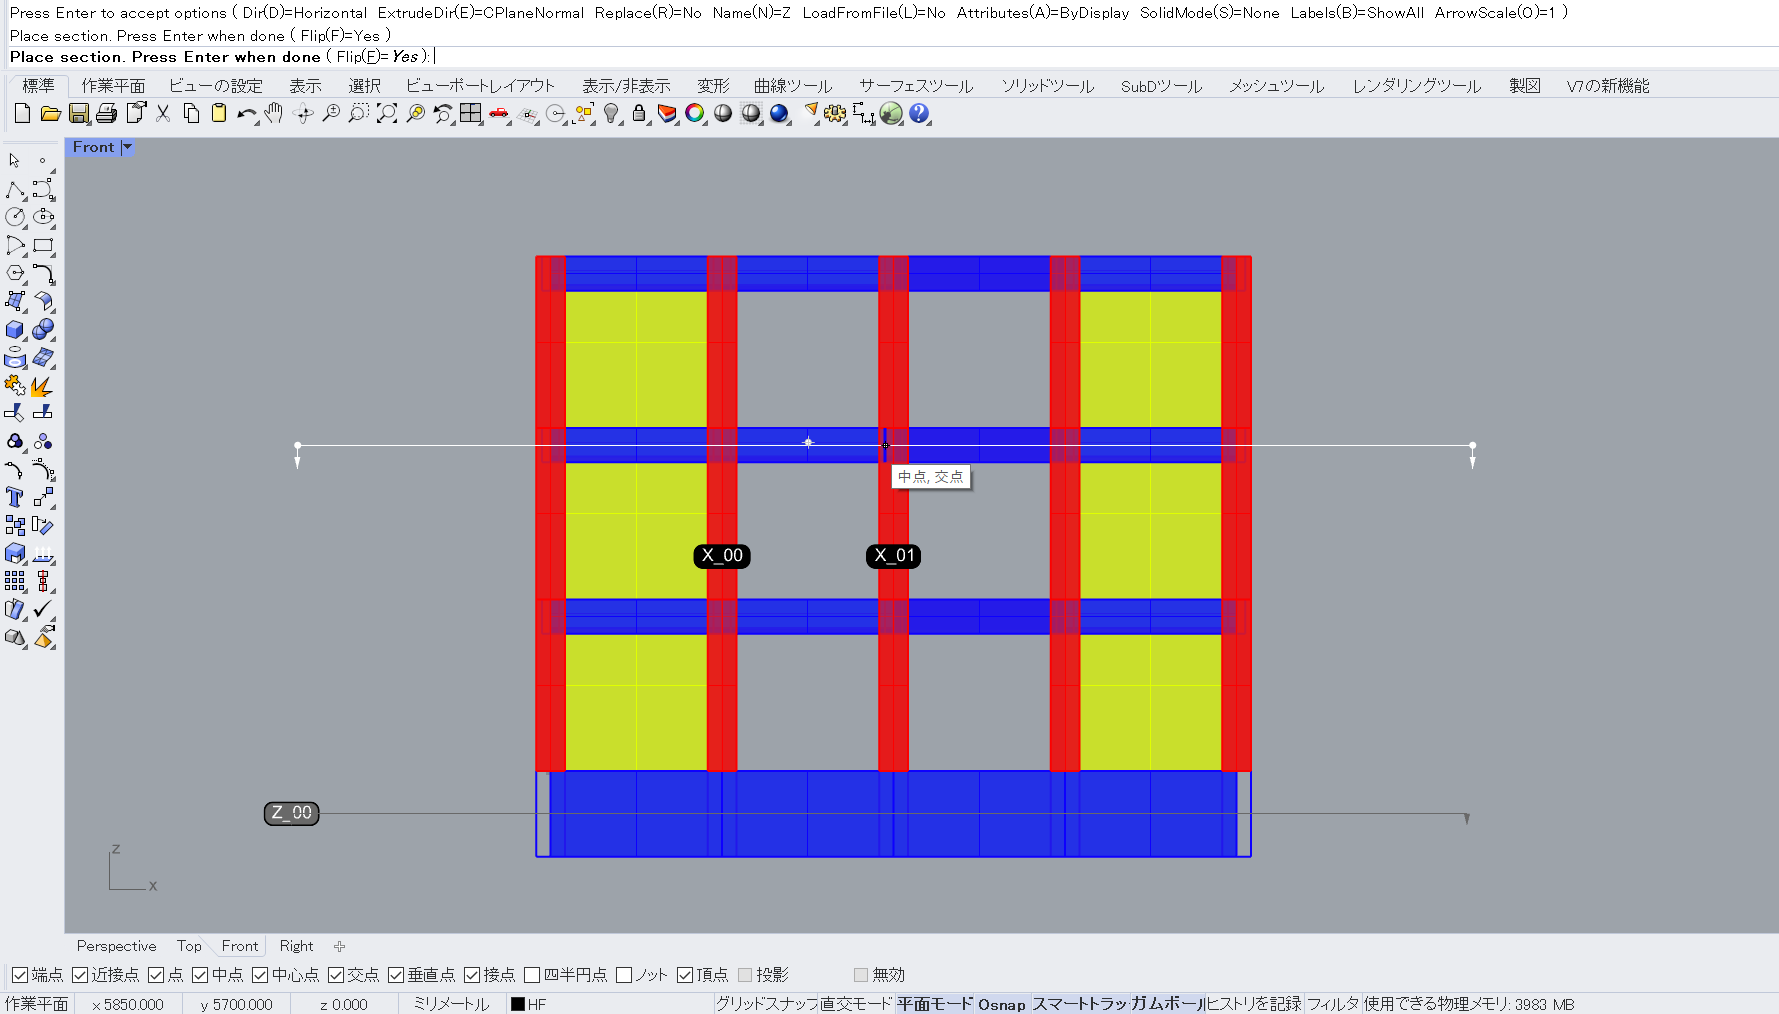 Press Enter to accept options ( Dir(D)=Horizontal ExtrudeDir(E)=CPlaneNormal Replace(R)=No Name(N)=Z LoadFromFile(L)=No Attributes(A)=ByDisplay SolidMode(S)=None Labels(B)=ShowAll ArrowScale(O)=1 )
Place section. Press Enter when done ( Flip(F)=Yes )
Place section. Press Enter when done ( Flip(F)=Yes ):
標準 作業平面 ビューの設定 表示 選択 ビューポートレイアウト 表示/非表示 変形 曲線ツール サーフェスツール ソリッドツール SubDツール メッシュツール レンダリングツール 製図 V7の新機能
Front
中点, 交点
X_00
X_01
Z_00
z
x
Perspective Top Front Right
端点 近接点 点 中点 中心点 交点 垂直点 接点 四半円点 ノット 頂点 投影 無効
作業平面 x 5850.000 y 5700.000 z 0.000 ミリメートル HF グリッドスナップ 直交モード 平面モード Osnap スマートトラッ ガムボール ヒストリを記録 フィルタ 使用できる物理メモリ: 3983 MB